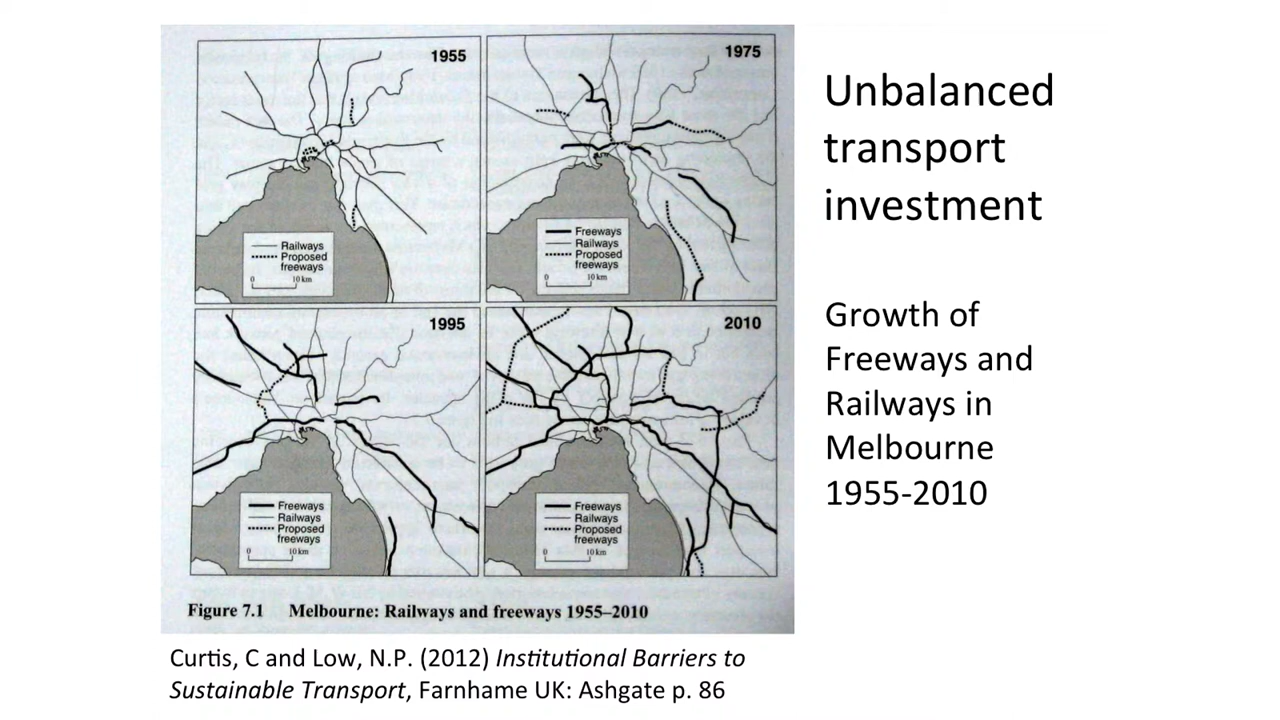 1955
Railways
Proposed
freeways
0 10 km
1975
Freeways
Railways
Proposed
freeways
0 10 km
1995
Freeways
Railways
Proposed
freeways
0 10 km
2010
Freeways
Railways
Proposed
freeways
0 10 km
Figure 7.1 Melbourne: Railways and freeways 1955–2010
Curtis, C and Low, N.P. (2012) Institutional Barriers to
Sustainable Transport, Farnhame UK: Ashgate p. 86
Unbalanced
transport
investment
Growth of
Freeways and
Railways in
Melbourne
1955-2010